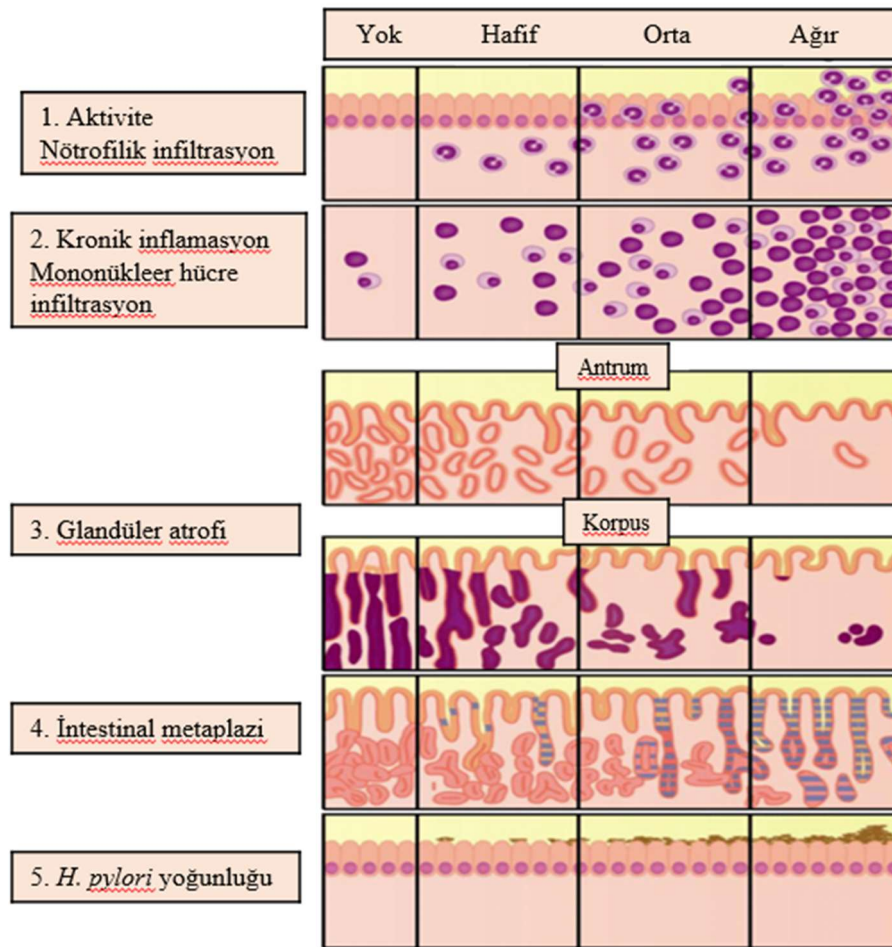 Yok Hafif Orta Ağır
1. Aktivite
Nötrofilik infiltrasyon
2. Kronik inflamasyon
Mononükleer hücre
infiltrasyon
Antrum
3. Glandüler atrofi
Korpus
4. İntestinal metaplazi
5. H. pylori yoğunluğu